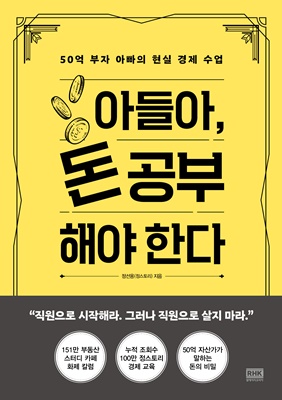 50억 부자 아빠의 현실 경제 수업
아들아,
돈 공부
해야 한다
정선용(정스토리) 지음
“직원으로 시작해라. 그러나 직원으로 살지 마라.”
151만 부동산
스터디 카페
화제 칼럼
누적 조회수
100만 정스토리
경제 교육
50억 자산가가
말하는
돈의 비밀
RHK